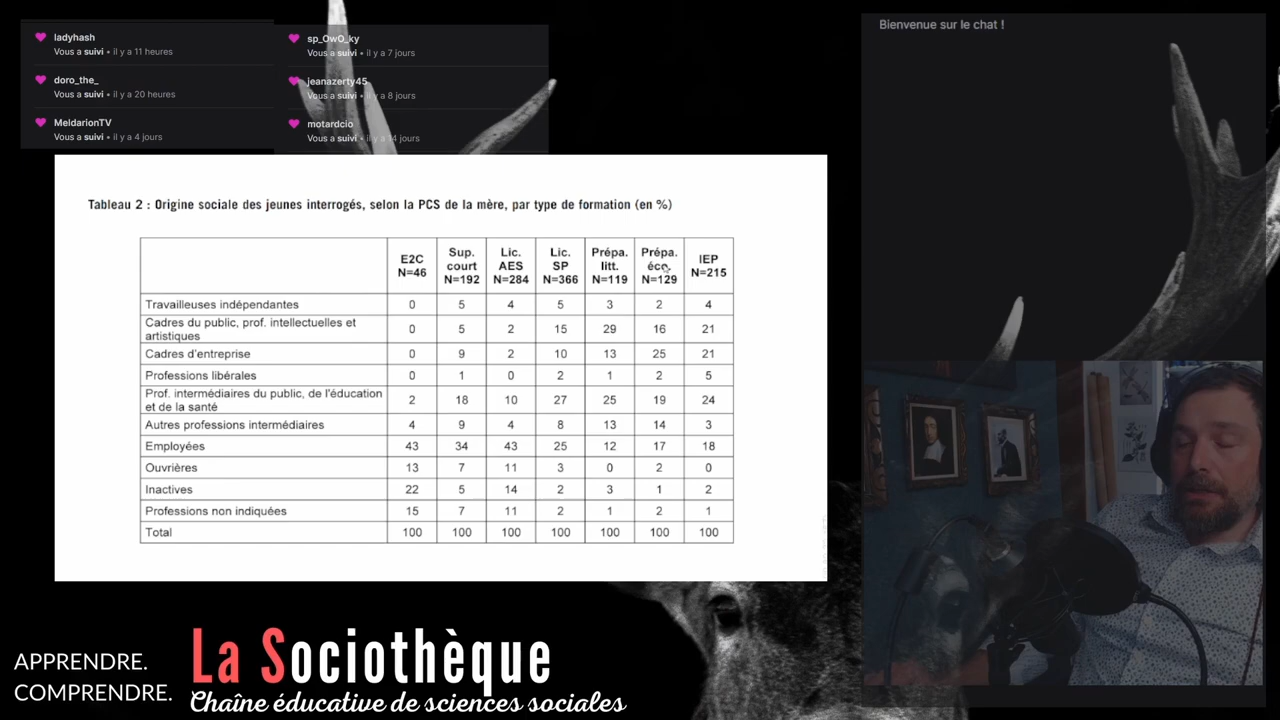 ladyhash
Vous a suivi • il y a 11 heures
doro_the_
Vous a suivi • il y a 20 heures
MeldarionTV
Vous a suivi • il y a 4 jours
sp_OwO_ky
Vous a suivi • il y a 7 jours
jeanazerty45
Vous a suivi • il y a 8 jours
motardcio
Vous a suivi • il y a 14 jours
Bienvenue sur le chat !
Tableau 2 : Origine sociale des jeunes interrogés, selon la PCS de la mère, par type de formation (en %)
E2C N=46 Sup. court N=192 Lic. AES N=284 Lic. SP N=366 Prépa. litt. N=119 Prépa. éco. N=129 IEP N=215
Travailleuses indépendantes 0 5 4 5 3 2 4
Cadres du public, prof. intellectuelles et
artistiques 0 5 2 15 29 16 21
Cadres d'entreprise 0 9 2 10 13 25 21
Professions libérales 0 1 0 2 1 2 5
Prof. intermédiaires du public, de l'éducation
et de la santé 2 18 10 27 25 19 24
Autres professions intermédiaires 4 9 4 8 13 14 3
Employées 43 34 43 25 12 17 18
Ouvrières 13 7 11 3 0 2 0
Inactives 22 5 14 2 3 1 2
Professions non indiquées 15 7 11 2 1 2 1
Total 100 100 100 100 100 100 100
APPRENDRE.
COMPRENDRE.
La Sociothèque
Chaîne éducative de sciences sociales